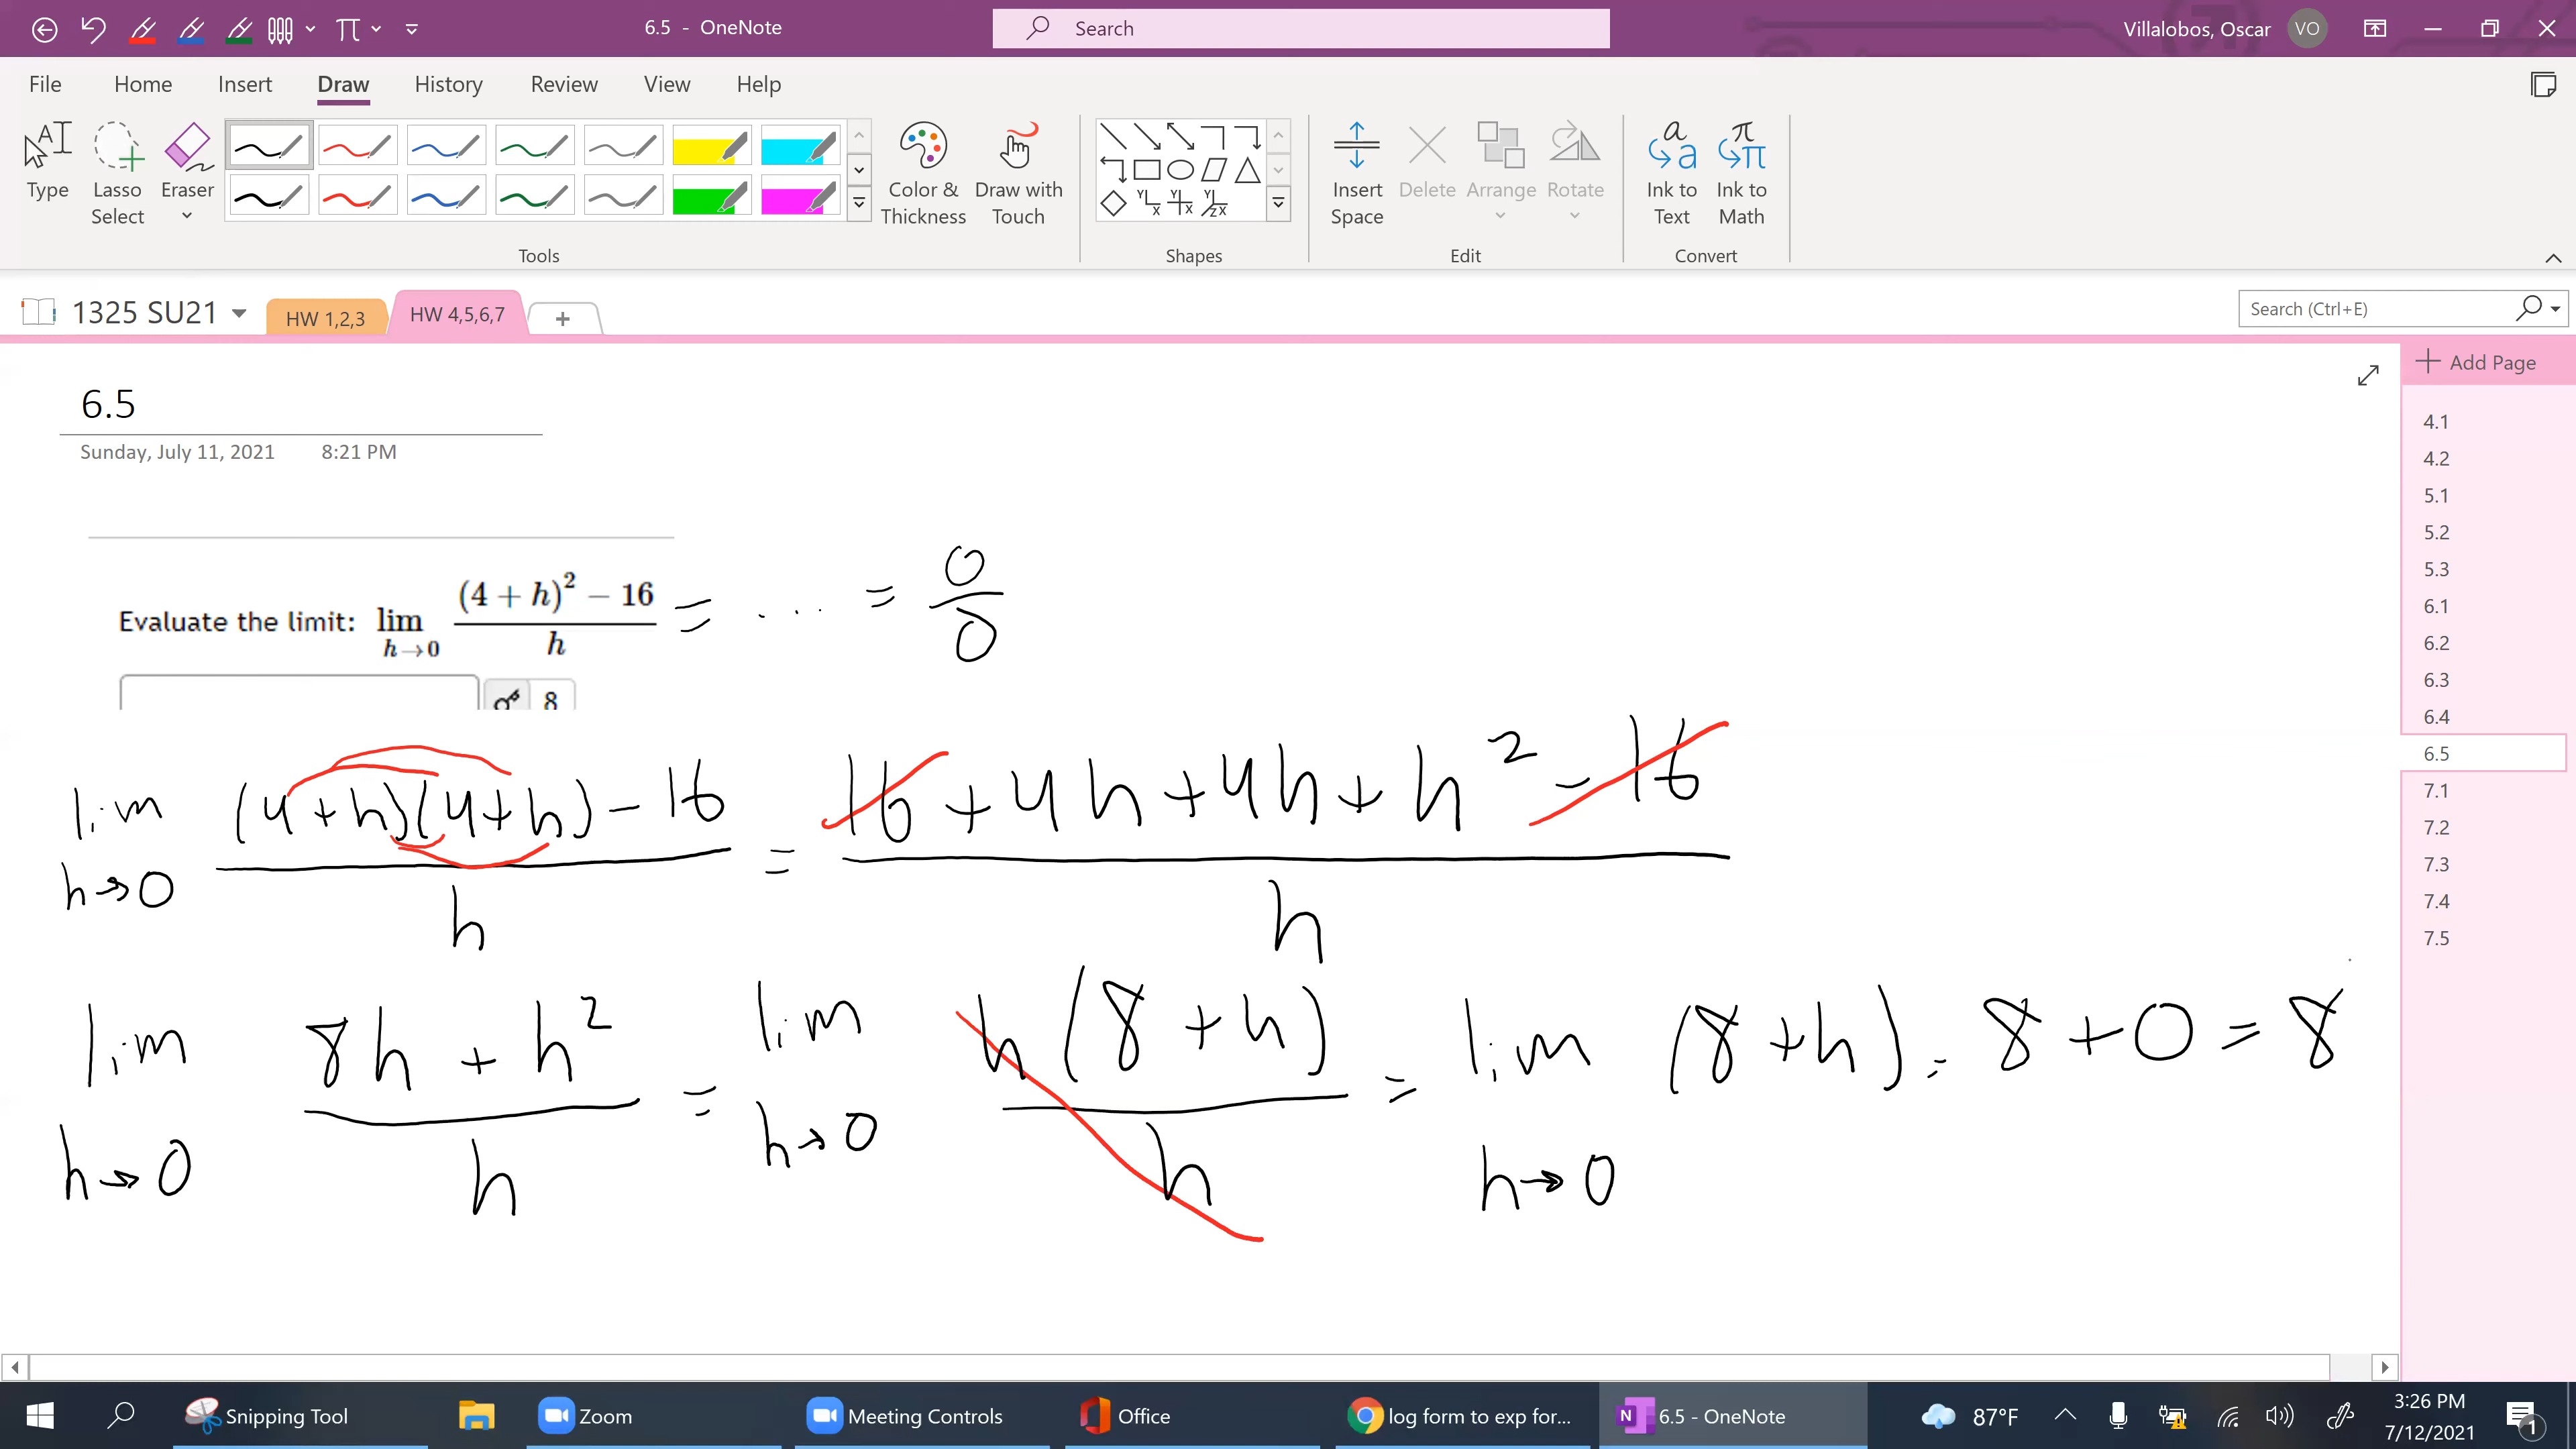 6.5 - OneNote
Search
Villalobos, Oscar VO
File Home Insert Draw History Review View Help
Type
Lasso Select
Eraser
Color & Thickness
Draw with Touch
Insert Space
Delete
Arrange
Rotate
Ink to Text
Ink to Math
Tools
Shapes
Edit
Convert
1325 SU21
HW 1,2,3
HW 4,5,6,7
Search (Ctrl+E)
Add Page
6.5
Sunday, July 11, 2021 8:21 PM
Evaluate the limit: lim h→0 ((4 + h)² − 16)/h = ... = 0/0
8
lim h→0 ((4+h)(4+h) − 16)/h = (16 + 4h + 4h + h² − 16)/h
lim h→0 (8h + h²)/h = lim h→0 h(8+h)/h = lim h→0 (8+h) = 8+0 = 8
4.1
4.2
5.1
5.2
5.3
6.1
6.2
6.3
6.4
6.5
7.1
7.2
7.3
7.4
7.5
Snipping Tool
Zoom
Meeting Controls
Office
log form to exp for...
6.5 - OneNote
87°F
3:26 PM
7/12/2021
1